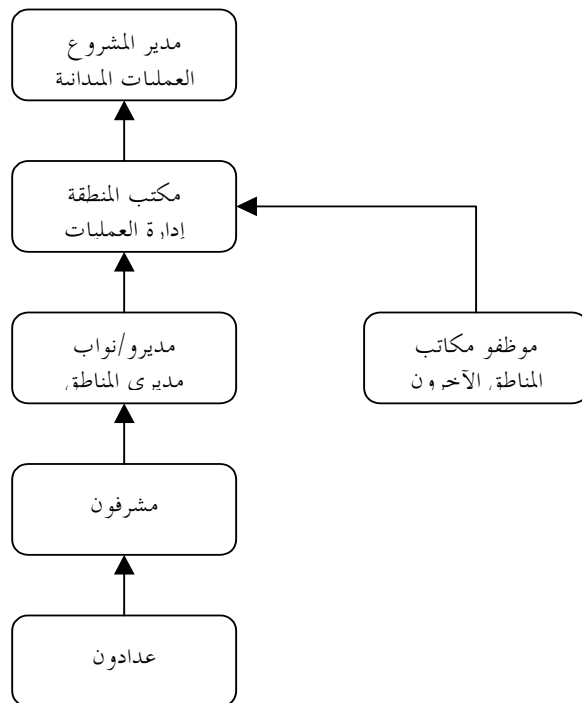 مدير المشروع
العمليات الميدانية
مكتب المنطقة
إدارة العمليات
مديرو/نواب
مديري المناطق
موظفو مكاتب
المناطق الآخرون
مشرفون
عدادون